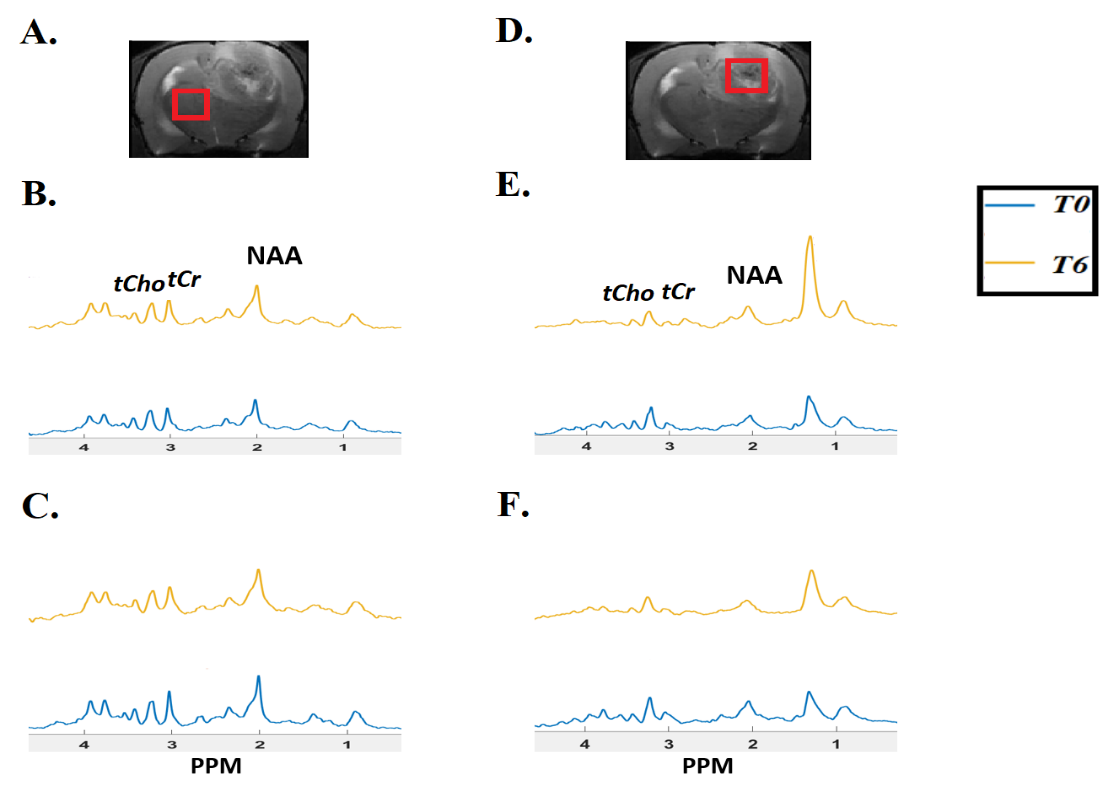 A.
D.
B.
E.
T0
T6
tCho tCr
NAA
tCho tCr
NAA
4 3 2 1
4 3 2 1
C.
F.
4 3 2 1
4 3 2 1
PPM
PPM